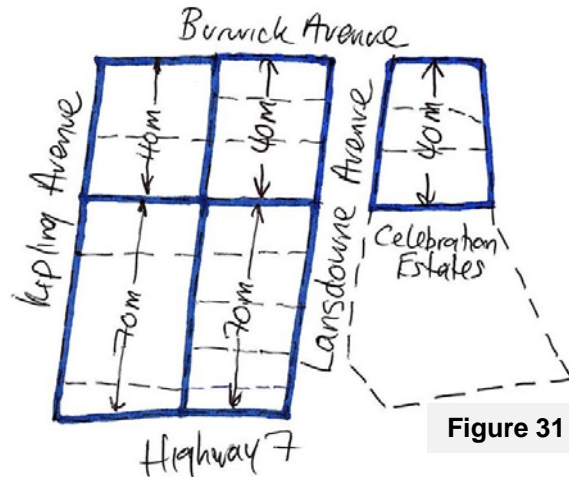 Burwick Avenue
Kipling Avenue
40m
40m
Lansdowne Avenue
40m
Celebration
Estates
70m
70m
Highway 7
Figure 31